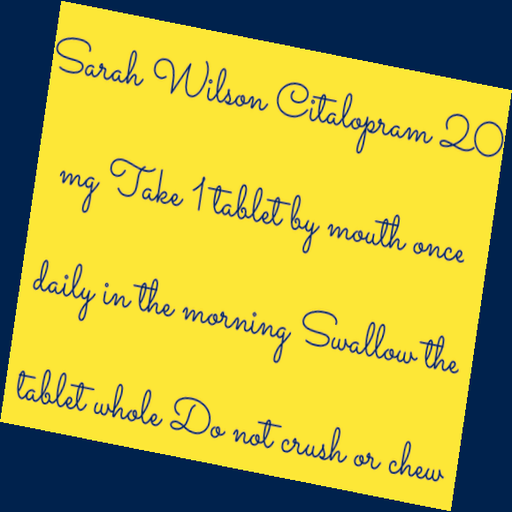 Sarah Wilson Citalopram 20
mg Take 1 tablet by mouth once
daily in the morning Swallow the
tablet whole Do not crush or chew